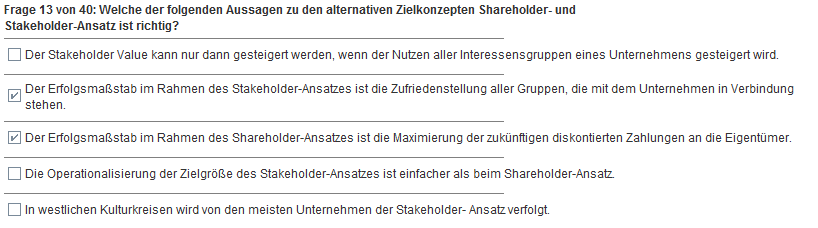 Frage 13 von 40: Welche der folgenden Aussagen zu den alternativen Zielkonzepten Shareholder- und
Stakeholder-Ansatz ist richtig?
Der Stakeholder Value kann nur dann gesteigert werden, wenn der Nutzen aller Interessensgruppen eines Unternehmens gesteigert wird.
Der Erfolgsmaßstab im Rahmen des Stakeholder-Ansatzes ist die Zufriedenstellung aller Gruppen, die mit dem Unternehmen in Verbindung
stehen.
Der Erfolgsmaßstab im Rahmen des Shareholder-Ansatzes ist die Maximierung der zukünftigen diskontierten Zahlungen an die Eigentümer.
Die Operationalisierung der Zielgröße des Stakeholder-Ansatzes ist einfacher als beim Shareholder-Ansatz.
In westlichen Kulturkreisen wird von den meisten Unternehmen der Stakeholder- Ansatz verfolgt.